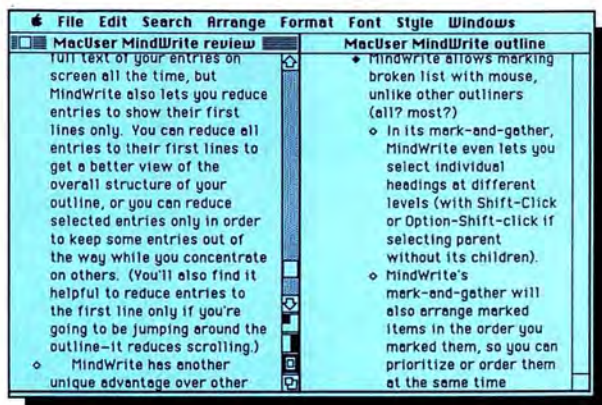 File Edit Search Arrange Format Font Style Windows
MacUser MindWrite review
full text of your entries on
screen all the time, but
MindWrite also lets you reduce
entries to show their first
lines only. You can reduce all
entries to their first lines to
get a better view of the
overall structure of your
outline, or you can reduce
selected entries only in order
to keep some entries out of
the way while you concentrate
on others. (You'll also find it
helpful to reduce entries to
the first line only if you're
going to be jumping around the
outline—it reduces scrolling.)
◇ MindWrite has another
unique advantage over other
MacUser MindWrite outline
◆ MindWrite allows marking
broken list with mouse,
unlike other outliners
(all? most?)
◇ In its mark-and-gather,
MindWrite even lets you
select individual
headings at different
levels (with Shift-Click
or Option-Shift-click if
selecting parent
without its children).
◇ MindWrite's
mark-and-gather will
also arrange marked
items in the order you
marked them, so you can
prioritize or order them
at the same time